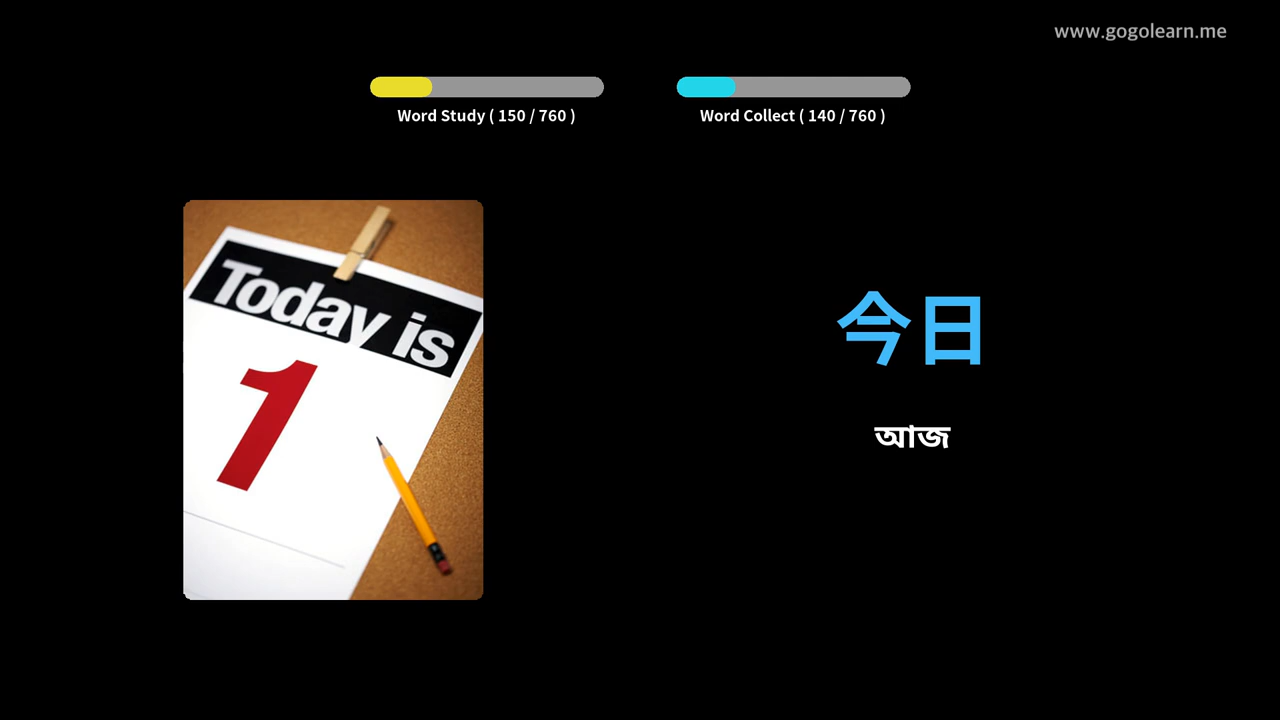 www.gogolearn.me
Word Study ( 150 / 760 )
Word Collect ( 140 / 760 )
Today is
1
今日
আজ